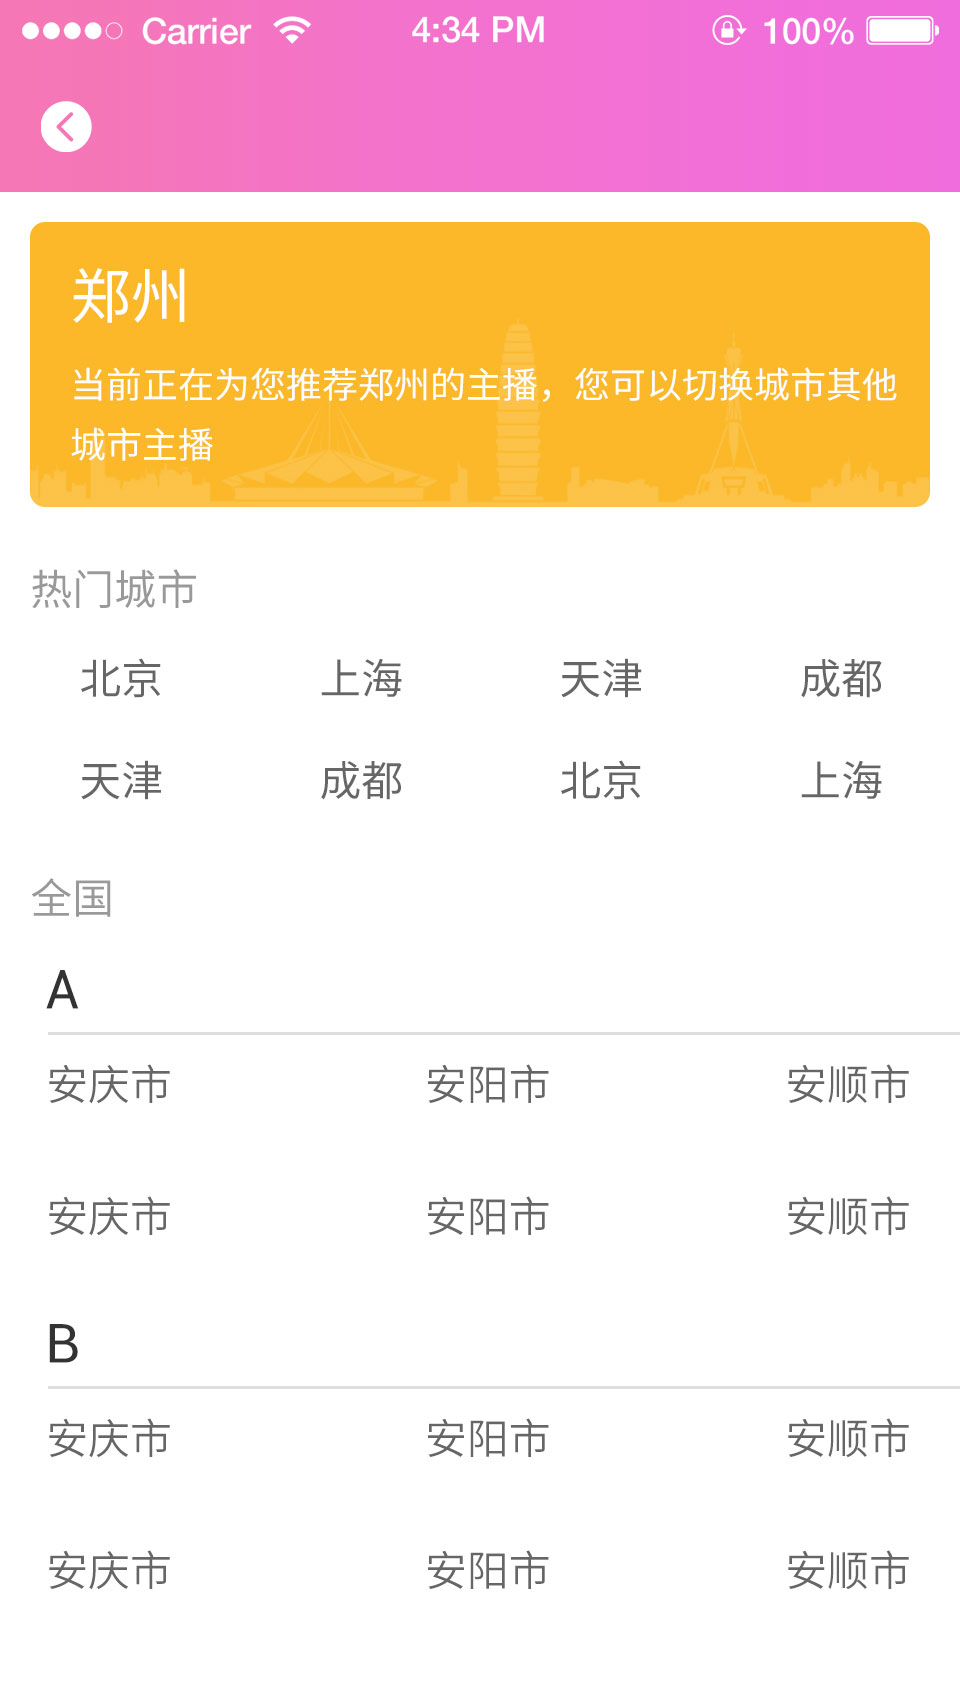 Carrier 4:34 PM 100%
郑州
当前正在为您推荐郑州的主播，您可以切换城市其他
城市主播
热门城市
北京 上海 天津 成都
天津 成都 北京 上海
全国
A
安庆市 安阳市 安顺市
安庆市 安阳市 安顺市
B
安庆市 安阳市 安顺市
安庆市 安阳市 安顺市